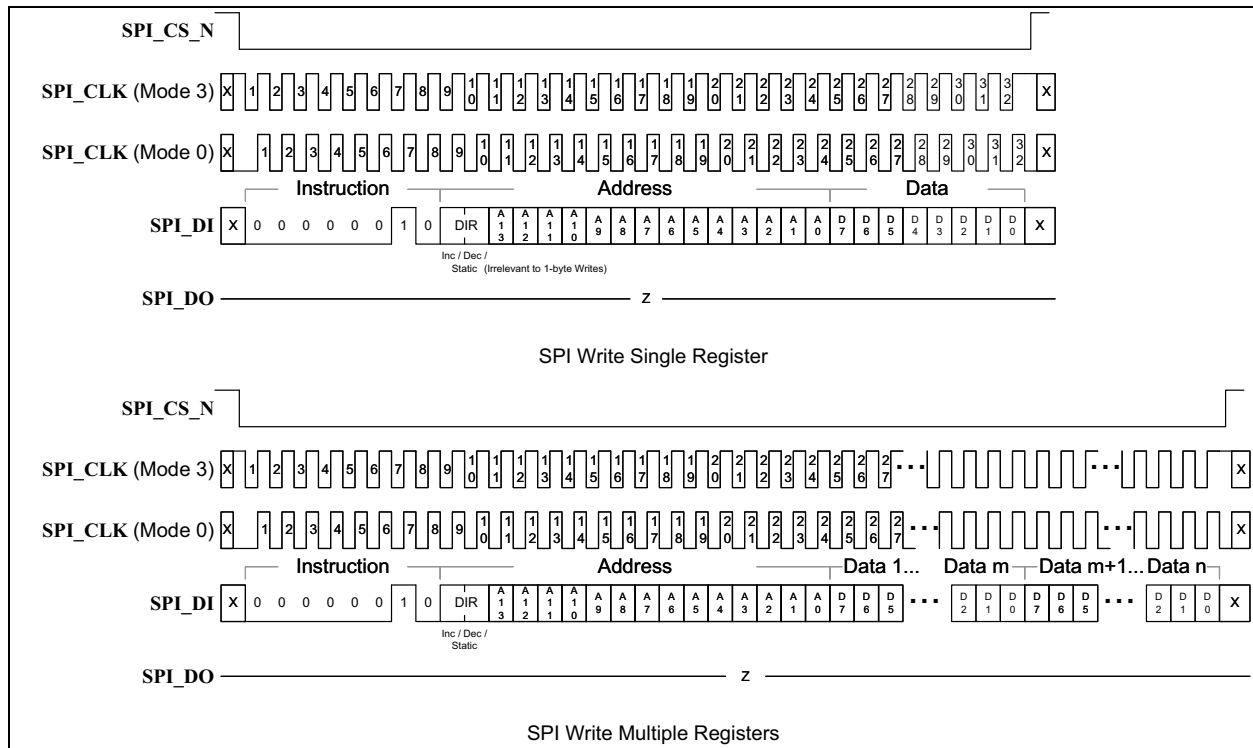 SPI_CS_N
SPI_CLK (Mode 3) X 1 2 3 4 5 6 7 8 9 10 11 12 13 14 15 16 17 18 19 20 21 22 23 24 25 26 27 28 29 30 31 32 X
SPI_CLK (Mode 0) X 1 2 3 4 5 6 7 8 9 10 11 12 13 14 15 16 17 18 19 20 21 22 23 24 25 26 27 28 29 30 31 32 X
Instruction Address Data
SPI_DI X 0 0 0 0 0 0 1 0 DIR A13 A12 A11 A10 A9 A8 A7 A6 A5 A4 A3 A2 A1 A0 D7 D6 D5 D4 D3 D2 D1 D0 X
Inc / Dec /
Static (Irrelevant to 1-byte Writes)
SPI_DO Z
SPI Write Single Register
SPI_CS_N
SPI_CLK (Mode 3) X 1 2 3 4 5 6 7 8 9 10 11 12 13 14 15 16 17 18 19 20 21 22 23 24 25 26 27 ... ... X
SPI_CLK (Mode 0) X 1 2 3 4 5 6 7 8 9 10 11 12 13 14 15 16 17 18 19 20 21 22 23 24 25 26 27 ... ... X
Instruction Address Data 1... Data m Data m+1... Data n
SPI_DI X 0 0 0 0 0 0 1 0 DIR A13 A12 A11 A10 A9 A8 A7 A6 A5 A4 A3 A2 A1 A0 D7 D6 D5 ... D2 D1 D0 D7 D6 D5 ... D2 D1 D0 X
Inc / Dec /
Static
SPI_DO Z
SPI Write Multiple Registers